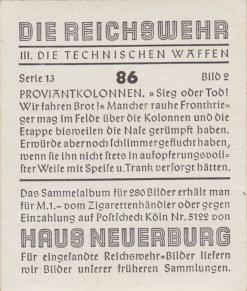 DIE REICHSWEHR
III. DIE TECHNISCHEN WAFFEN
Serie 13 86 Bild 2
PROVIANTKOLONNEN. »Sieg oder Tod!
Wir fahren Brot!« Mancher rauhe Frontkrie-
ger mag im Felde über die Kolonnen und die
Etappe bisweilen die Nase gerümpft haben.
Er würde aber noch schlimmer geflucht haben,
wenn sie ihn nicht stets in aufopferungsvoll-
ster Weise mit Speise u. Trank versorgt hätten.
Das Sammelalbum für 280 Bilder erhält man
für M.1.- vom Zigarettenhändler oder gegen
Einzahlung auf Postscheck Köln Nr. 5122 von
HAUS NEUERBURG
Für eingesandte Reichswehr-Bilder liefern
wir Bilder unserer früheren Sammlungen.